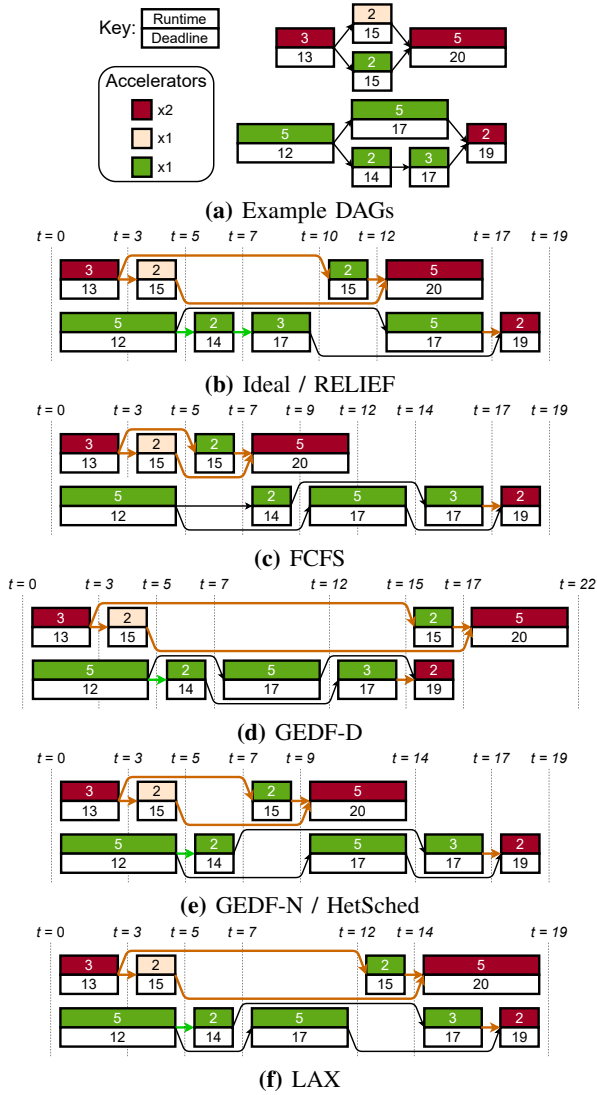 Key: Runtime
Deadline
Accelerators
x2
x1
x1
3 2 5
13 15 20
2
15
5 5 2
12 17 19
2 3
14 17
(a) Example DAGs
t = 0 t = 3 t = 5 t = 7 t = 10 t = 12 t = 17 t = 19
3 2 2 5
13 15 15 20
5 2 3 5 2
12 14 17 17 19
(b) Ideal / RELIEF
t = 0 t = 3 t = 5 t = 7 t = 9 t = 12 t = 14 t = 17 t = 19
3 2 2 5
13 15 15 20
5 2 5 3 2
12 14 17 17 19
(c) FCFS
t = 0 t = 3 t = 5 t = 7 t = 12 t = 15 t = 17 t = 22
3 2 2 5
13 15 15 20
5 2 5 3 2
12 14 17 17 19
(d) GEDF-D
t = 0 t = 3 t = 5 t = 7 t = 9 t = 14 t = 17 t = 19
3 2 2 5
13 15 15 20
5 2 5 3 2
12 14 17 17 19
(e) GEDF-N / HetSched
t = 0 t = 3 t = 5 t = 7 t = 12 t = 14 t = 19
3 2 2 5
13 15 15 20
5 2 5 3 2
12 14 17 17 19
(f) LAX